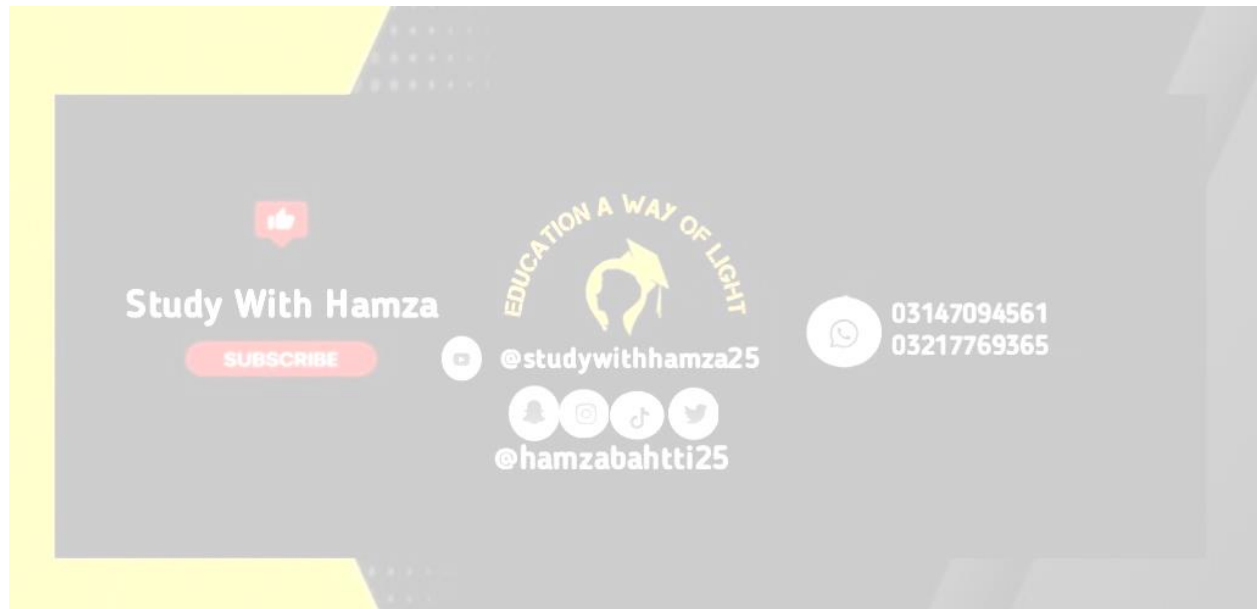 EDUCATION A WAY OF LIGHT
Study With Hamza
SUBSCRIBE
@studywithhamza25
@hamzabahtti25
03147094561
03217769365